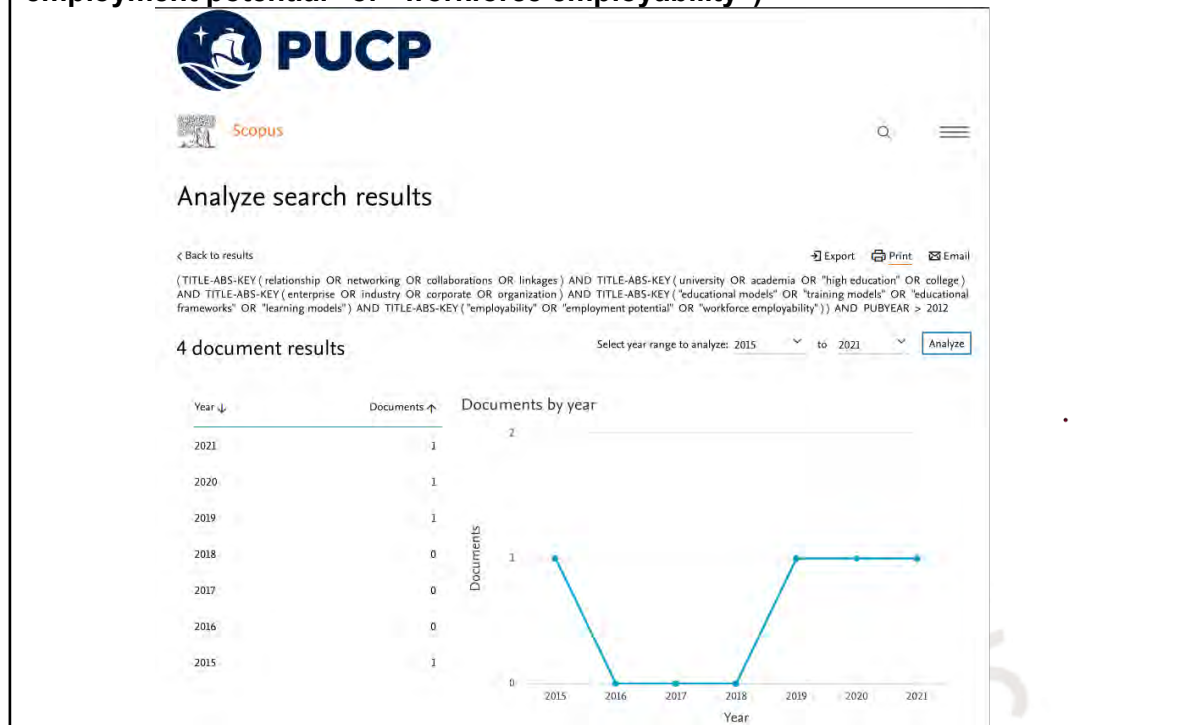 employment potential" or "workforce employability")
PUCP
Scopus
Analyze search results
< Back to results
Export Print Email
(TITLE-ABS-KEY ( relationship OR networking OR collaborations OR linkages ) AND TITLE-ABS-KEY ( university OR academia OR "high education" OR college )
AND TITLE-ABS-KEY ( enterprise OR industry OR corporate OR organization ) AND TITLE-ABS-KEY ( "educational models" OR "training models" OR "educational
frameworks" OR "learning models" ) AND TITLE-ABS-KEY ( "employability" OR "employment potential" OR "workforce employability" ) ) AND PUBYEAR > 2012
4 document results
Select year range to analyze: 2015 to 2021 Analyze
Year Documents
2021 1
2020 1
2019 1
2018 0
2017 0
2016 0
2015 1
Documents by year
2
1
0
Documents
2015 2016 2017 2018 2019 2020 2021
Year